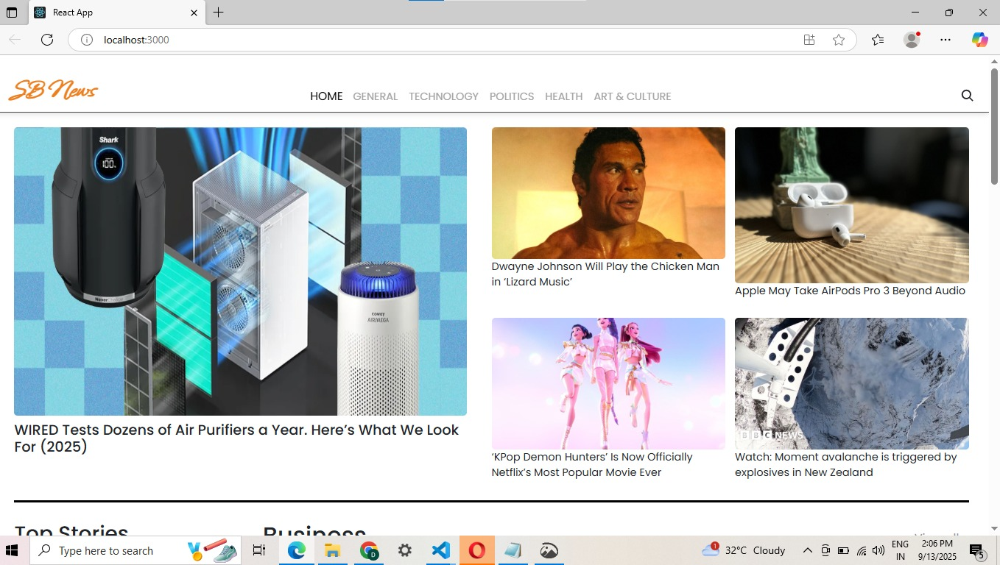 React App
localhost:3000
SB News
HOME GENERAL TECHNOLOGY POLITICS HEALTH ART & CULTURE
Shark
100
Never
coway
AIRMEGA
WIRED Tests Dozens of Air Purifiers a Year. Here’s What We Look
For (2025)
Dwayne Johnson Will Play the Chicken Man
in ‘Lizard Music’
Apple May Take AirPods Pro 3 Beyond Audio
‘KPop Demon Hunters’ Is Now Officially
Netflix’s Most Popular Movie Ever
BBC NEWS
Watch: Moment avalanche is triggered by
explosives in New Zealand
Top Stories
Business
Type here to search
D
1
32°C Cloudy
ENG
IN
2:06 PM
9/13/2025
5